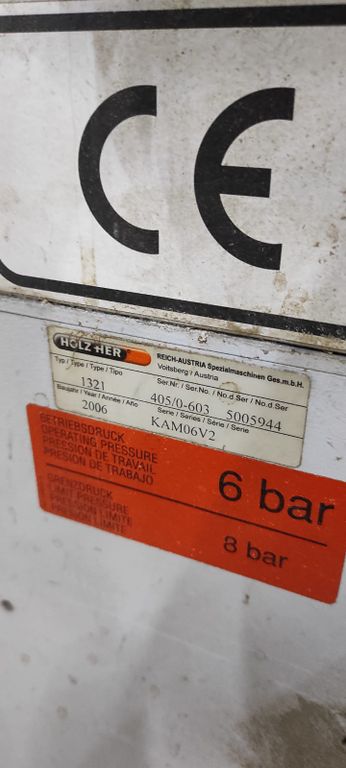 CE
HOLZ-HER
REICH-AUSTRIA Spezialmaschinen Ges.m.b.H.
Voitsberg / Austria
Typ / Type / Type / Tipo
Ser.Nr. / Ser.No. / No.d.Ser / No.d.Ser
1321
405/0-603 5005944
Baujahr / Year / Année / Año
Serie / Series / Série / Serie
2006
KAM06V2
BETRIEBSDRUCK
OPERATING PRESSURE
PRESSION DE TRAVAIL
PRESION DE TRABAJO
6 bar
GRENZDRUCK
LIMIT PRESSURE
PRESSION LIMITE
PRESION LIMITE
8 bar